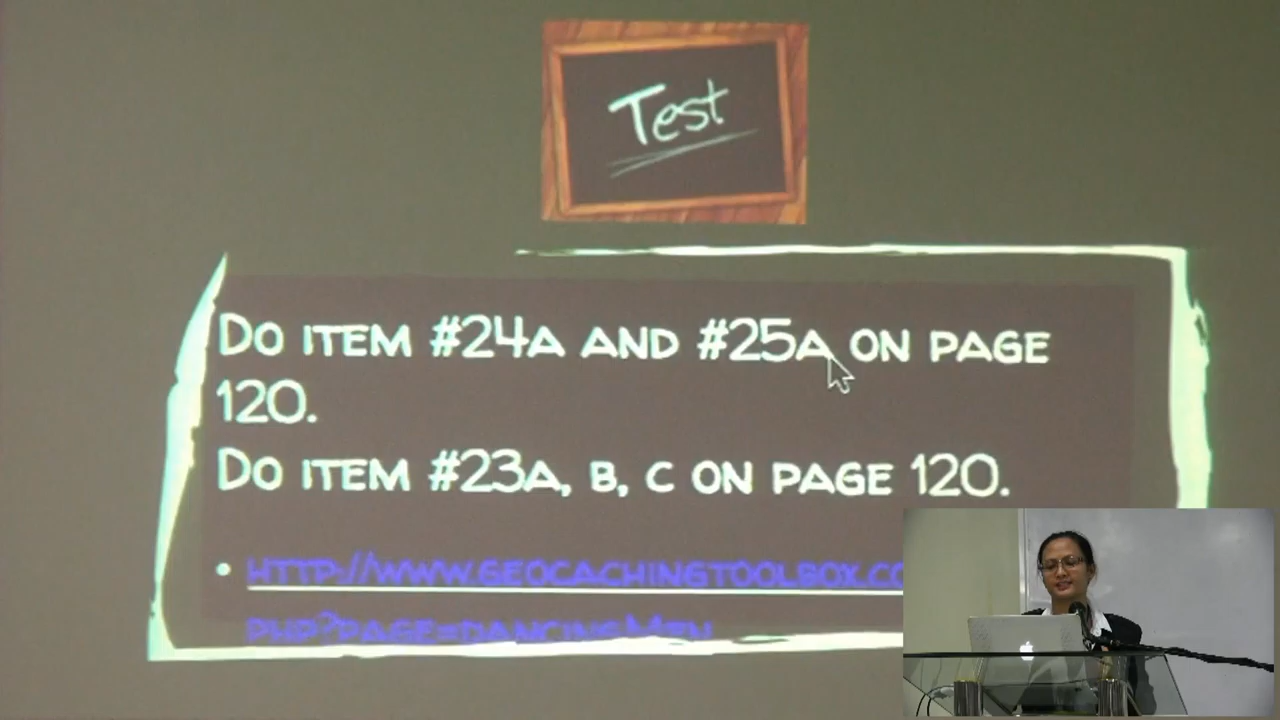 Test
DO ITEM #24A AND #25A ON PAGE
120.
DO ITEM #23A, B, C ON PAGE 120.
• HTTP://WWW.GEOCACHINGTOOLBOX.CO
PHP?PAGE=DANCINGMEN